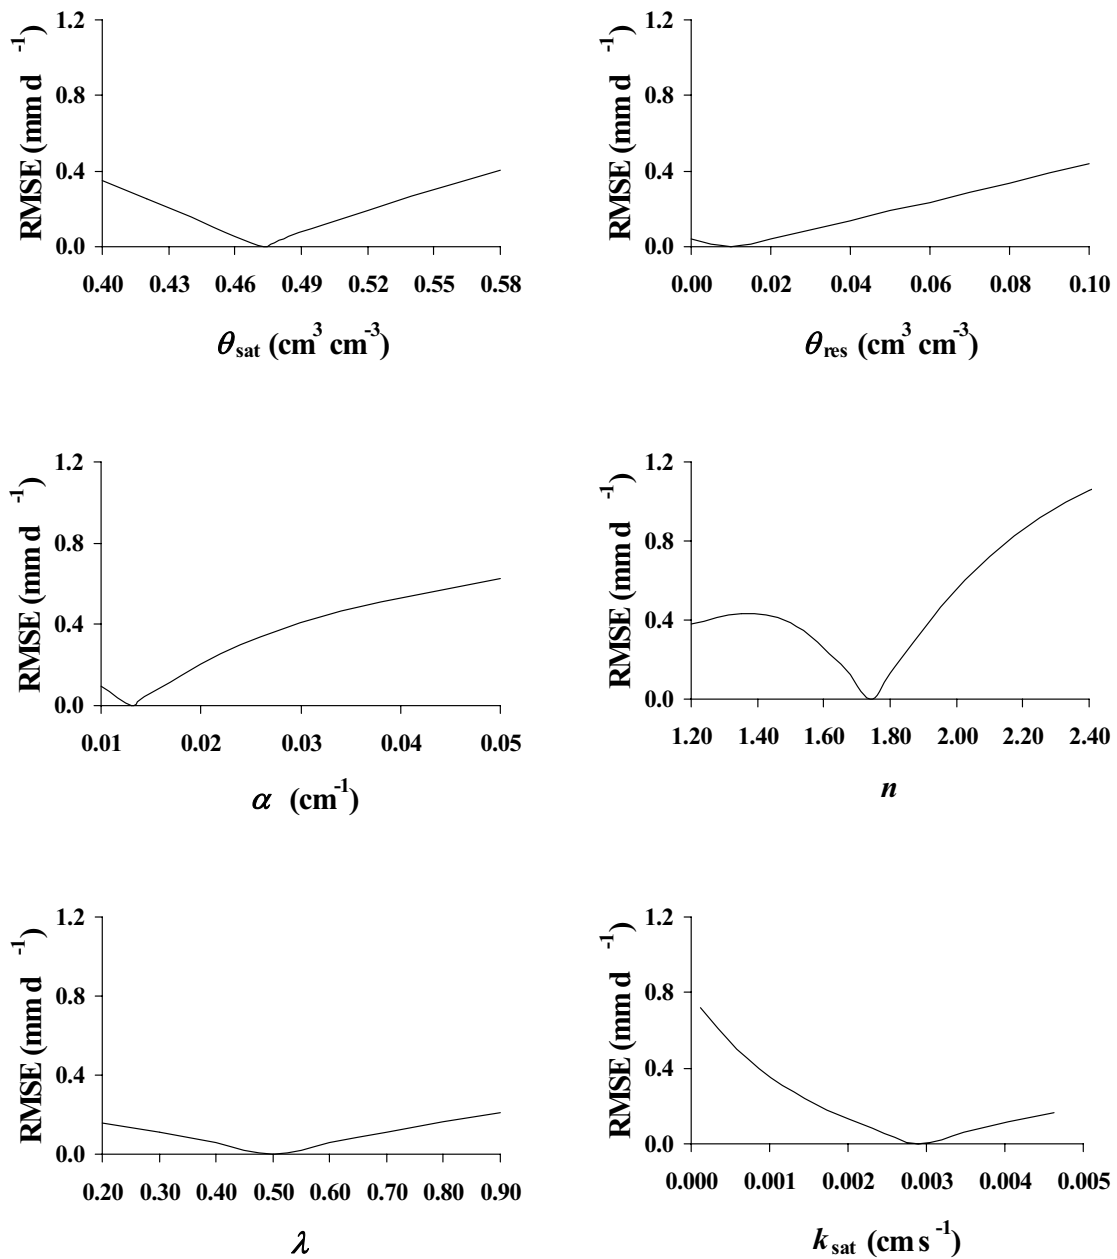 RMSE (mm d -1)
1.2
0.8
0.4
0.0
0.40 0.43 0.46 0.49 0.52 0.55 0.58
θsat (cm3 cm-3)
RMSE (mm d -1)
1.2
0.8
0.4
0.0
0.00 0.02 0.04 0.06 0.08 0.10
θres (cm3 cm-3)
RMSE (mm d -1)
1.2
0.8
0.4
0.0
0.01 0.02 0.03 0.04 0.05
α (cm-1)
RMSE (mm d -1)
1.2
0.8
0.4
0.0
1.20 1.40 1.60 1.80 2.00 2.20 2.40
n
RMSE (mm d -1)
1.2
0.8
0.4
0.0
0.20 0.30 0.40 0.50 0.60 0.70 0.80 0.90
λ
RMSE (mm d -1)
1.2
0.8
0.4
0.0
0.000 0.001 0.002 0.003 0.004 0.005
ksat (cm s-1)